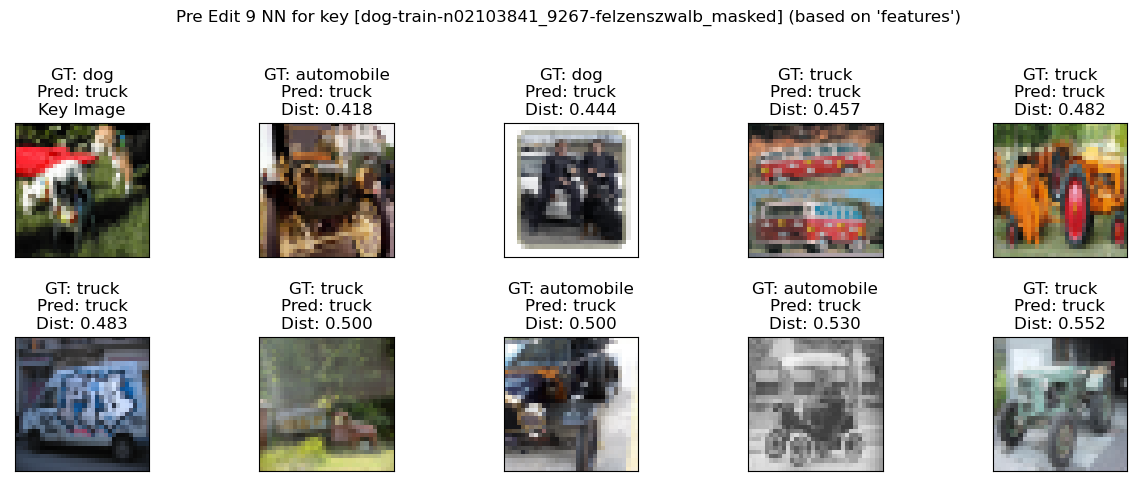 Pre Edit 9 NN for key [dog-train-n02103841_9267-felzenszwalb_masked] (based on 'features')
GT: dog
Pred: truck
Key Image
GT: automobile
Pred: truck
Dist: 0.418
GT: dog
Pred: truck
Dist: 0.444
GT: truck
Pred: truck
Dist: 0.457
GT: truck
Pred: truck
Dist: 0.482
GT: truck
Pred: truck
Dist: 0.483
GT: truck
Pred: truck
Dist: 0.500
GT: automobile
Pred: truck
Dist: 0.500
GT: automobile
Pred: truck
Dist: 0.530
GT: truck
Pred: truck
Dist: 0.552